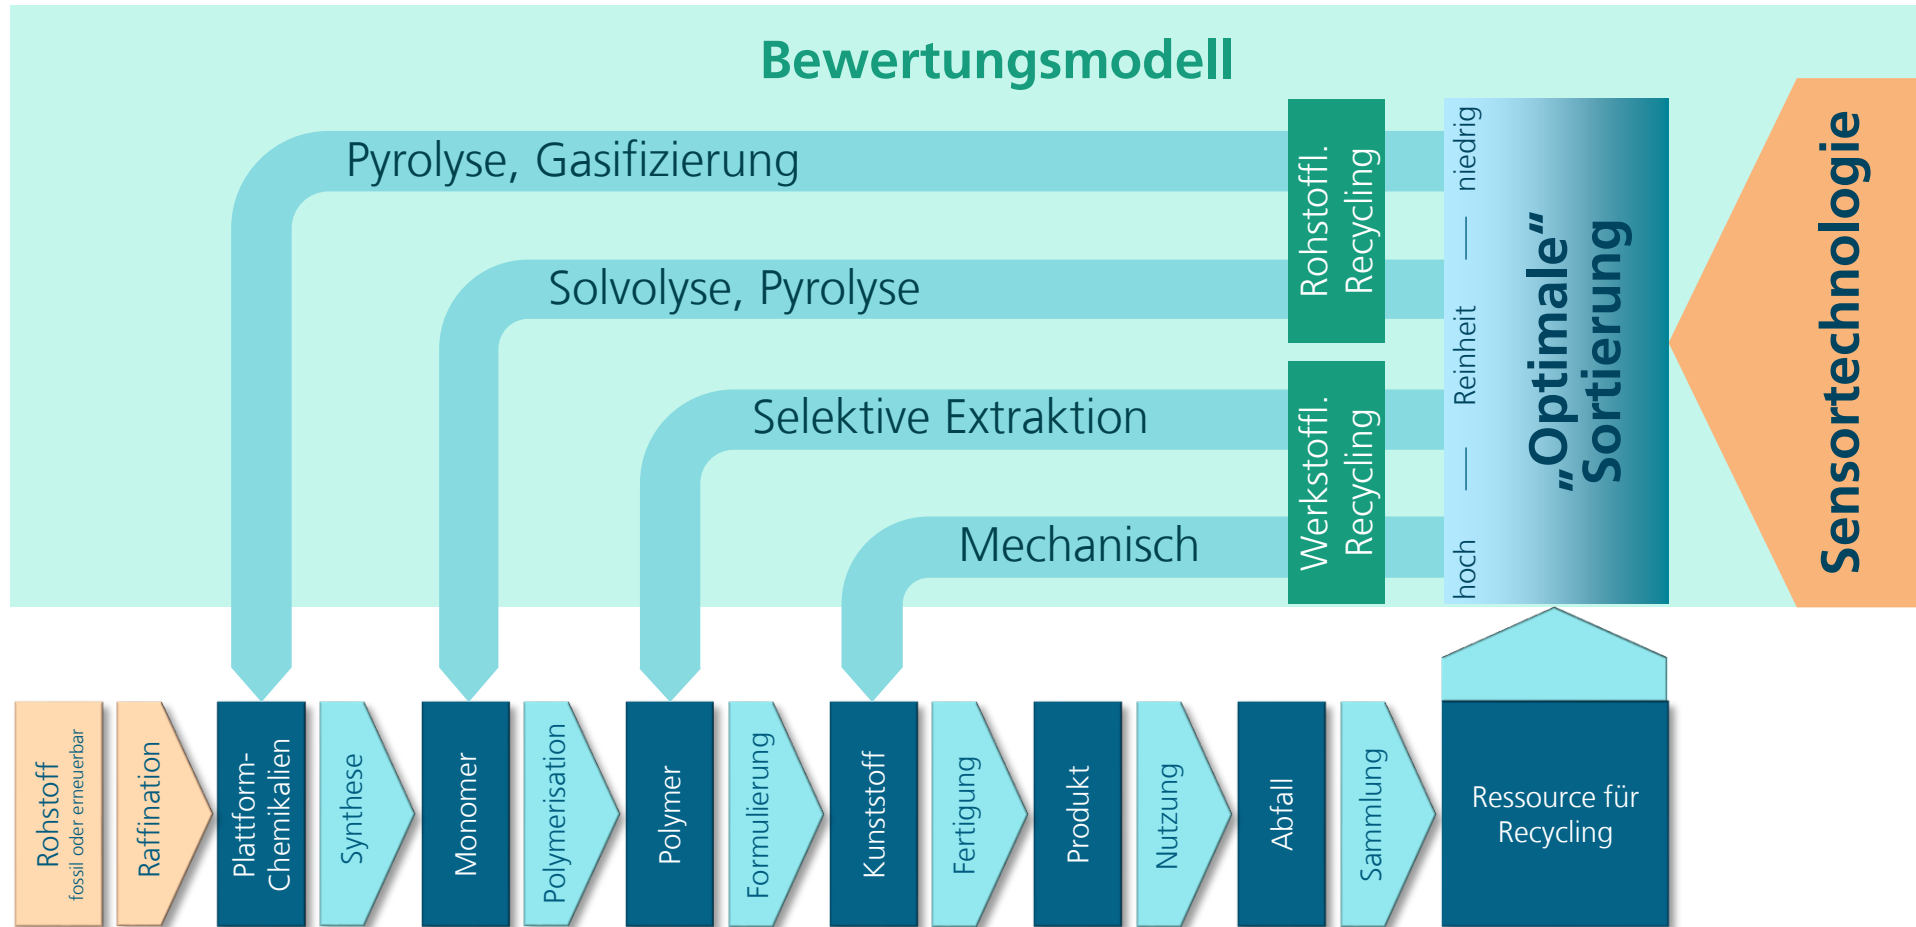 Bewertungsmodell
Pyrolyse, Gasifizierung
Solvolyse, Pyrolyse
Selektive Extraktion
Mechanisch
Rohstoffl.
Recycling
Werkstoffl.
Recycling
niedrig
Reinheit
hoch
„Optimale“
Sortierung
Sensortechnologie
Rohstoff
fossil oder erneuerbar
Raffination
Plattform-
Chemikalien
Synthese
Monomer
Polymerisation
Polymer
Formulierung
Kunststoff
Fertigung
Produkt
Nutzung
Abfall
Sammlung
Ressource für
Recycling